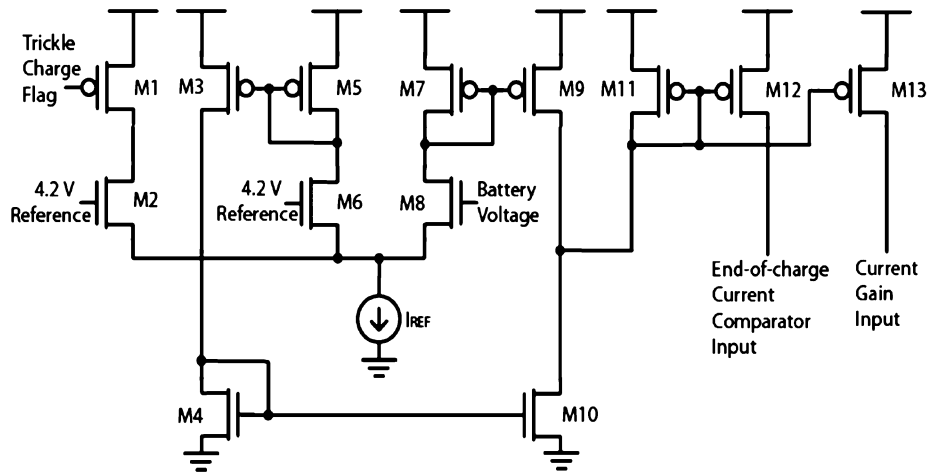 Trickle
Charge
Flag
M1
M3
M5
M7
M9
M11
M12
M13
4.2 V
Reference
M2
4.2 V
Reference
M6
M8
Battery
Voltage
IREF
End-of-charge
Current
Comparator
Input
Current
Gain
Input
M4
M10